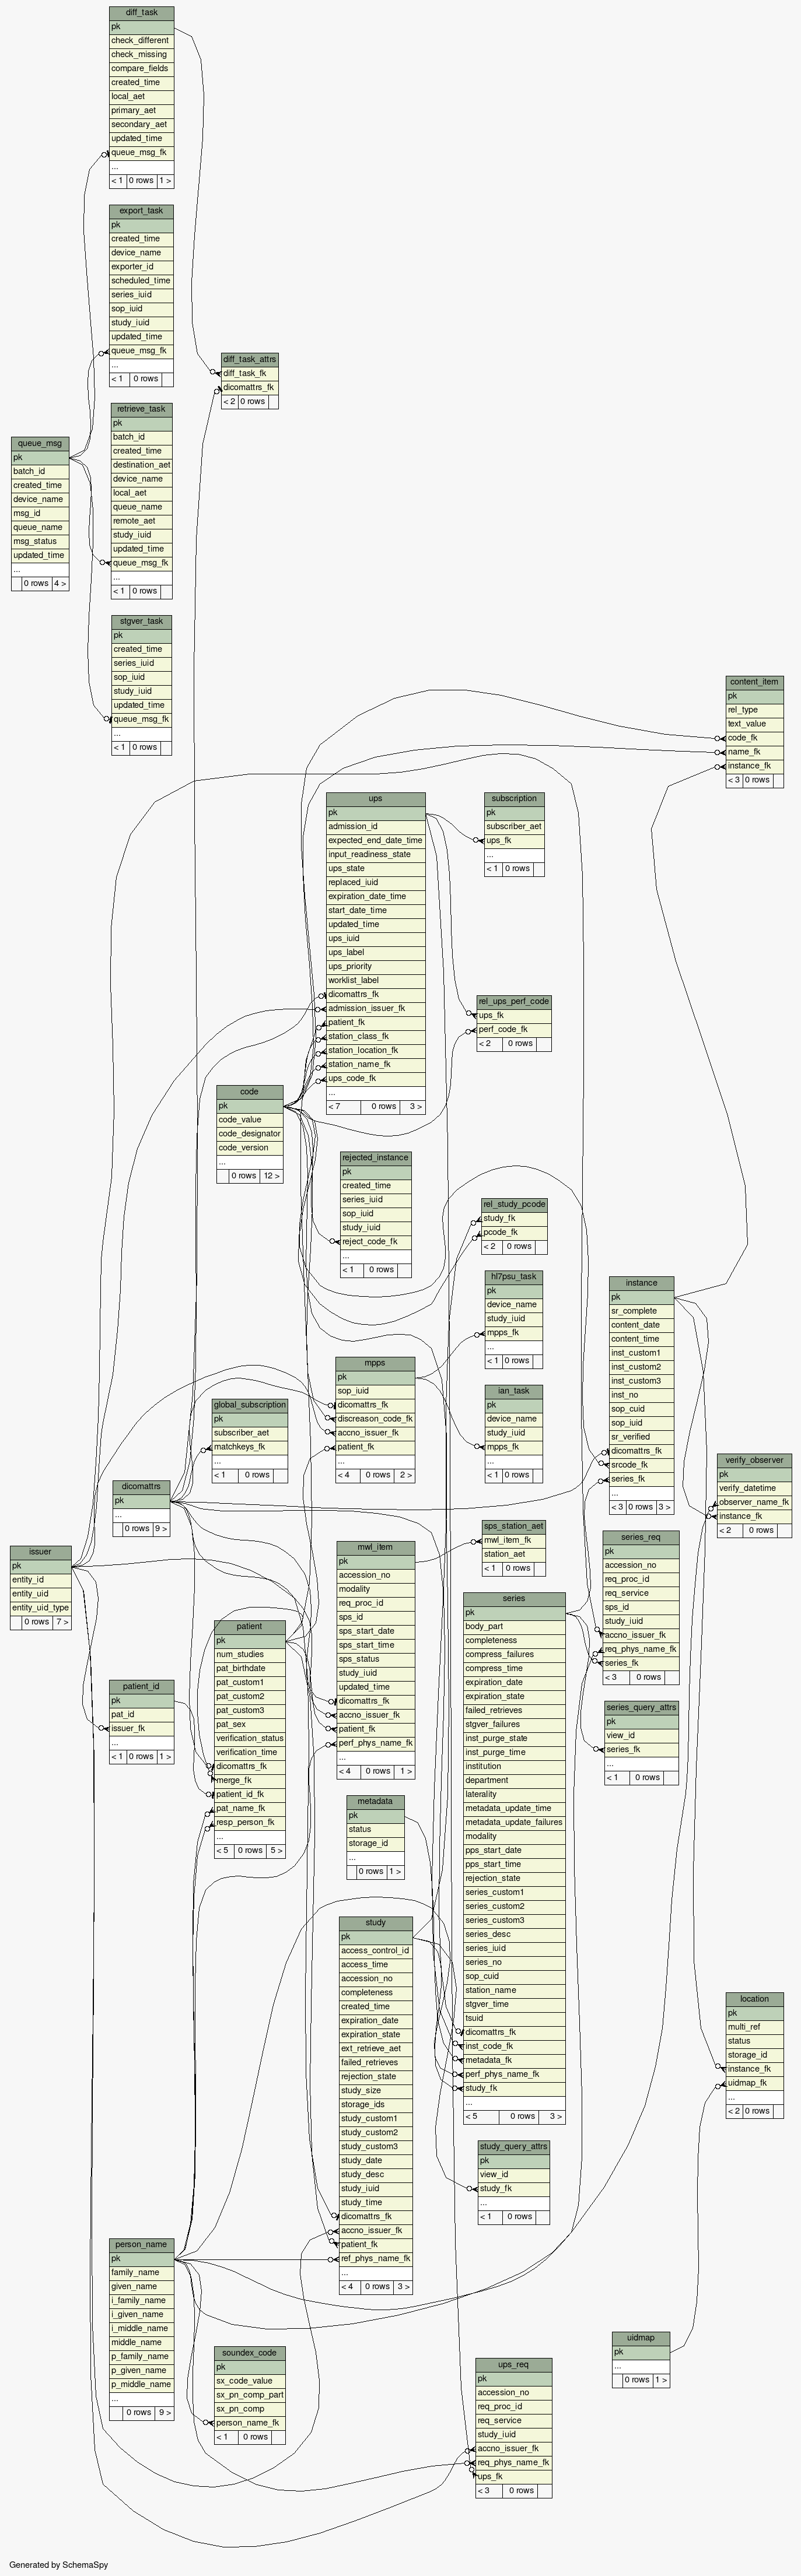 diff_task
pk
check_different
check_missing
compare_fields
created_time
local_aet
primary_aet
secondary_aet
updated_time
queue_msg_fk
...
< 1 0 rows 1 >
export_task
pk
created_time
device_name
exporter_id
scheduled_time
series_iuid
sop_iuid
study_iuid
updated_time
queue_msg_fk
...
< 1 0 rows
diff_task_attrs
diff_task_fk
dicomattrs_fk
< 2 0 rows
retrieve_task
pk
batch_id
created_time
destination_aet
device_name
local_aet
queue_name
remote_aet
study_iuid
updated_time
queue_msg_fk
...
< 1 0 rows
queue_msg
pk
batch_id
created_time
device_name
msg_id
queue_name
msg_status
updated_time
...
0 rows 4 >
stgver_task
pk
created_time
series_iuid
sop_iuid
study_iuid
updated_time
queue_msg_fk
...
< 1 0 rows
content_item
pk
rel_type
text_value
code_fk
name_fk
instance_fk
< 3 0 rows
ups
pk
admission_id
expected_end_date_time
input_readiness_state
ups_state
replaced_iuid
expiration_date_time
start_date_time
updated_time
ups_iuid
ups_label
ups_priority
worklist_label
dicomattrs_fk
admission_issuer_fk
patient_fk
station_class_fk
station_location_fk
station_name_fk
ups_code_fk
...
< 7 0 rows 3 >
subscription
pk
subscriber_aet
ups_fk
...
< 1 0 rows
rel_ups_perf_code
ups_fk
perf_code_fk
< 2 0 rows
code
pk
code_value
code_designator
code_version
...
0 rows 12 >
rejected_instance
pk
created_time
series_iuid
sop_iuid
study_iuid
reject_code_fk
...
< 1 0 rows
rel_study_pcode
study_fk
pcode_fk
< 2 0 rows
hl7psu_task
pk
device_name
study_iuid
mpps_fk
...
< 1 0 rows
instance
pk
sr_complete
content_date
content_time
inst_custom1
inst_custom2
inst_custom3
inst_no
sop_cuid
sop_iuid
sr_verified
dicomattrs_fk
srcode_fk
series_fk
...
< 3 0 rows 3 >
mpps
pk
sop_iuid
dicomattrs_fk
discreason_code_fk
accno_issuer_fk
patient_fk
...
< 4 0 rows 2 >
ian_task
pk
device_name
study_iuid
mpps_fk
...
< 1 0 rows
global_subscription
pk
subscriber_aet
matchkeys_fk
...
< 1 0 rows
verify_observer
pk
verify_datetime
observer_name_fk
instance_fk
< 2 0 rows
dicomattrs
pk
...
0 rows 9 >
sps_station_aet
mwl_item_fk
station_aet
< 1 0 rows
series_req
pk
accession_no
req_proc_id
req_service
sps_id
study_iuid
accno_issuer_fk
req_phys_name_fk
series_fk
< 3 0 rows
mwl_item
pk
accession_no
modality
req_proc_id
sps_id
sps_start_date
sps_start_time
sps_status
study_iuid
updated_time
dicomattrs_fk
accno_issuer_fk
patient_fk
perf_phys_name_fk
...
< 4 0 rows 1 >
issuer
pk
entity_id
entity_uid
entity_uid_type
0 rows 7 >
series
pk
body_part
completeness
compress_failures
compress_time
expiration_date
expiration_state
failed_retrieves
stgver_failures
inst_purge_state
inst_purge_time
institution
department
laterality
metadata_update_time
metadata_update_failures
modality
pps_start_date
pps_start_time
rejection_state
series_custom1
series_custom2
series_custom3
series_desc
series_iuid
series_no
sop_cuid
station_name
stgver_time
tsuid
dicomattrs_fk
inst_code_fk
metadata_fk
perf_phys_name_fk
study_fk
...
< 5 0 rows 3 >
patient
pk
num_studies
pat_birthdate
pat_custom1
pat_custom2
pat_custom3
pat_sex
verification_status
verification_time
dicomattrs_fk
merge_fk
patient_id_fk
pat_name_fk
resp_person_fk
...
< 5 0 rows 5 >
patient_id
pk
pat_id
issuer_fk
...
< 1 0 rows 1 >
series_query_attrs
pk
view_id
series_fk
...
< 1 0 rows
metadata
pk
status
storage_id
...
0 rows 1 >
study
pk
access_control_id
access_time
accession_no
completeness
created_time
expiration_date
expiration_state
ext_retrieve_aet
failed_retrieves
rejection_state
study_size
storage_ids
study_custom1
study_custom2
study_custom3
study_date
study_desc
study_iuid
study_time
dicomattrs_fk
accno_issuer_fk
patient_fk
ref_phys_name_fk
...
< 4 0 rows 3 >
location
pk
multi_ref
status
storage_id
instance_fk
uidmap_fk
...
< 2 0 rows
study_query_attrs
pk
view_id
study_fk
...
< 1 0 rows
person_name
pk
family_name
given_name
i_family_name
i_given_name
i_middle_name
middle_name
p_family_name
p_given_name
p_middle_name
...
0 rows 9 >
uidmap
pk
...
0 rows 1 >
soundex_code
pk
sx_code_value
sx_pn_comp_part
sx_pn_comp
person_name_fk
< 1 0 rows
ups_req
pk
accession_no
req_proc_id
req_service
study_iuid
accno_issuer_fk
req_phys_name_fk
ups_fk
< 3 0 rows
Generated by SchemaSpy